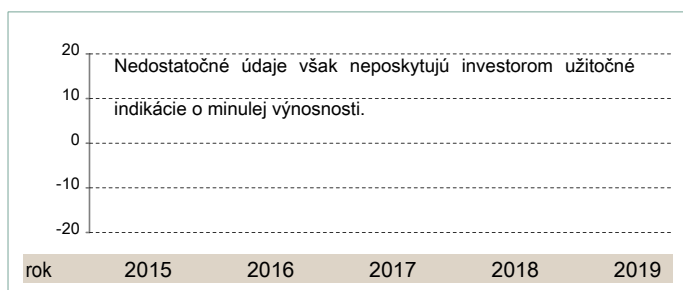 20
Nedostatočné údaje však neposkytujú investorom užitočné
10
indikácie o minulej výnosnosti.
0
-10
-20
rok 2015 2016 2017 2018 2019